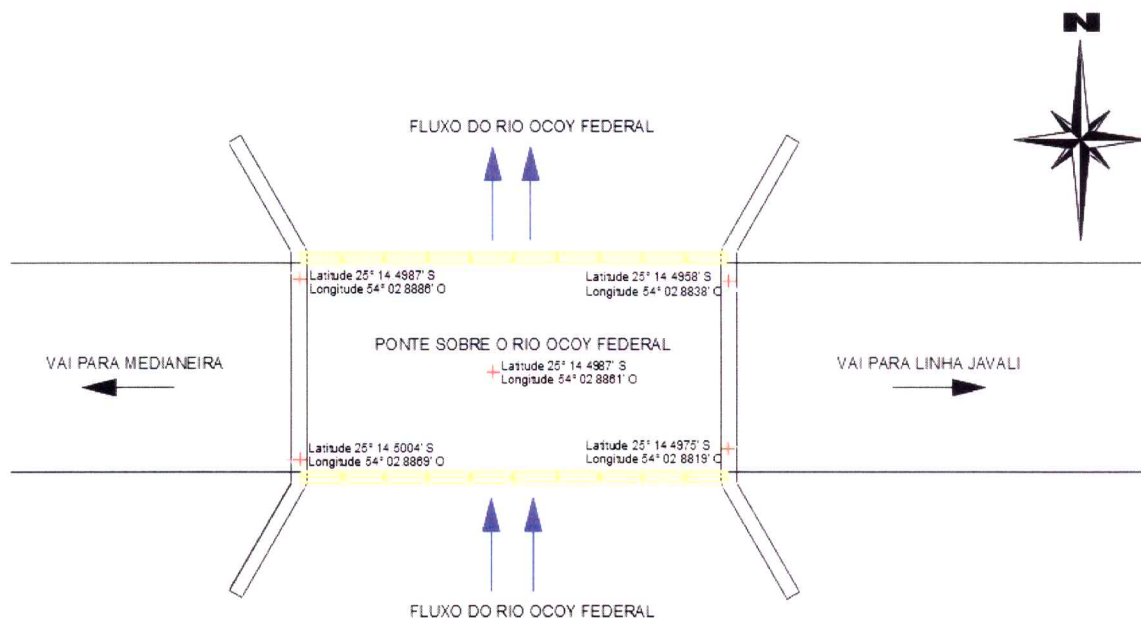 N
FLUXO DO RIO OCOY FEDERAL
Latitude 25° 14 4987' S
Longitude 54° 02 8886' O
Latitude 25° 14 4958' S
Longitude 54° 02 8838' O
PONTE SOBRE O RIO OCOY FEDERAL
Latitude 25° 14 4987' S
Longitude 54° 02 8861' O
VAI PARA MEDIANEIRA
VAI PARA LINHA JAVALI
Latitude 25° 14 5004' S
Longitude 54° 02 8869' O
Latitude 25° 14 4975' S
Longitude 54° 02 8819' O
FLUXO DO RIO OCOY FEDERAL